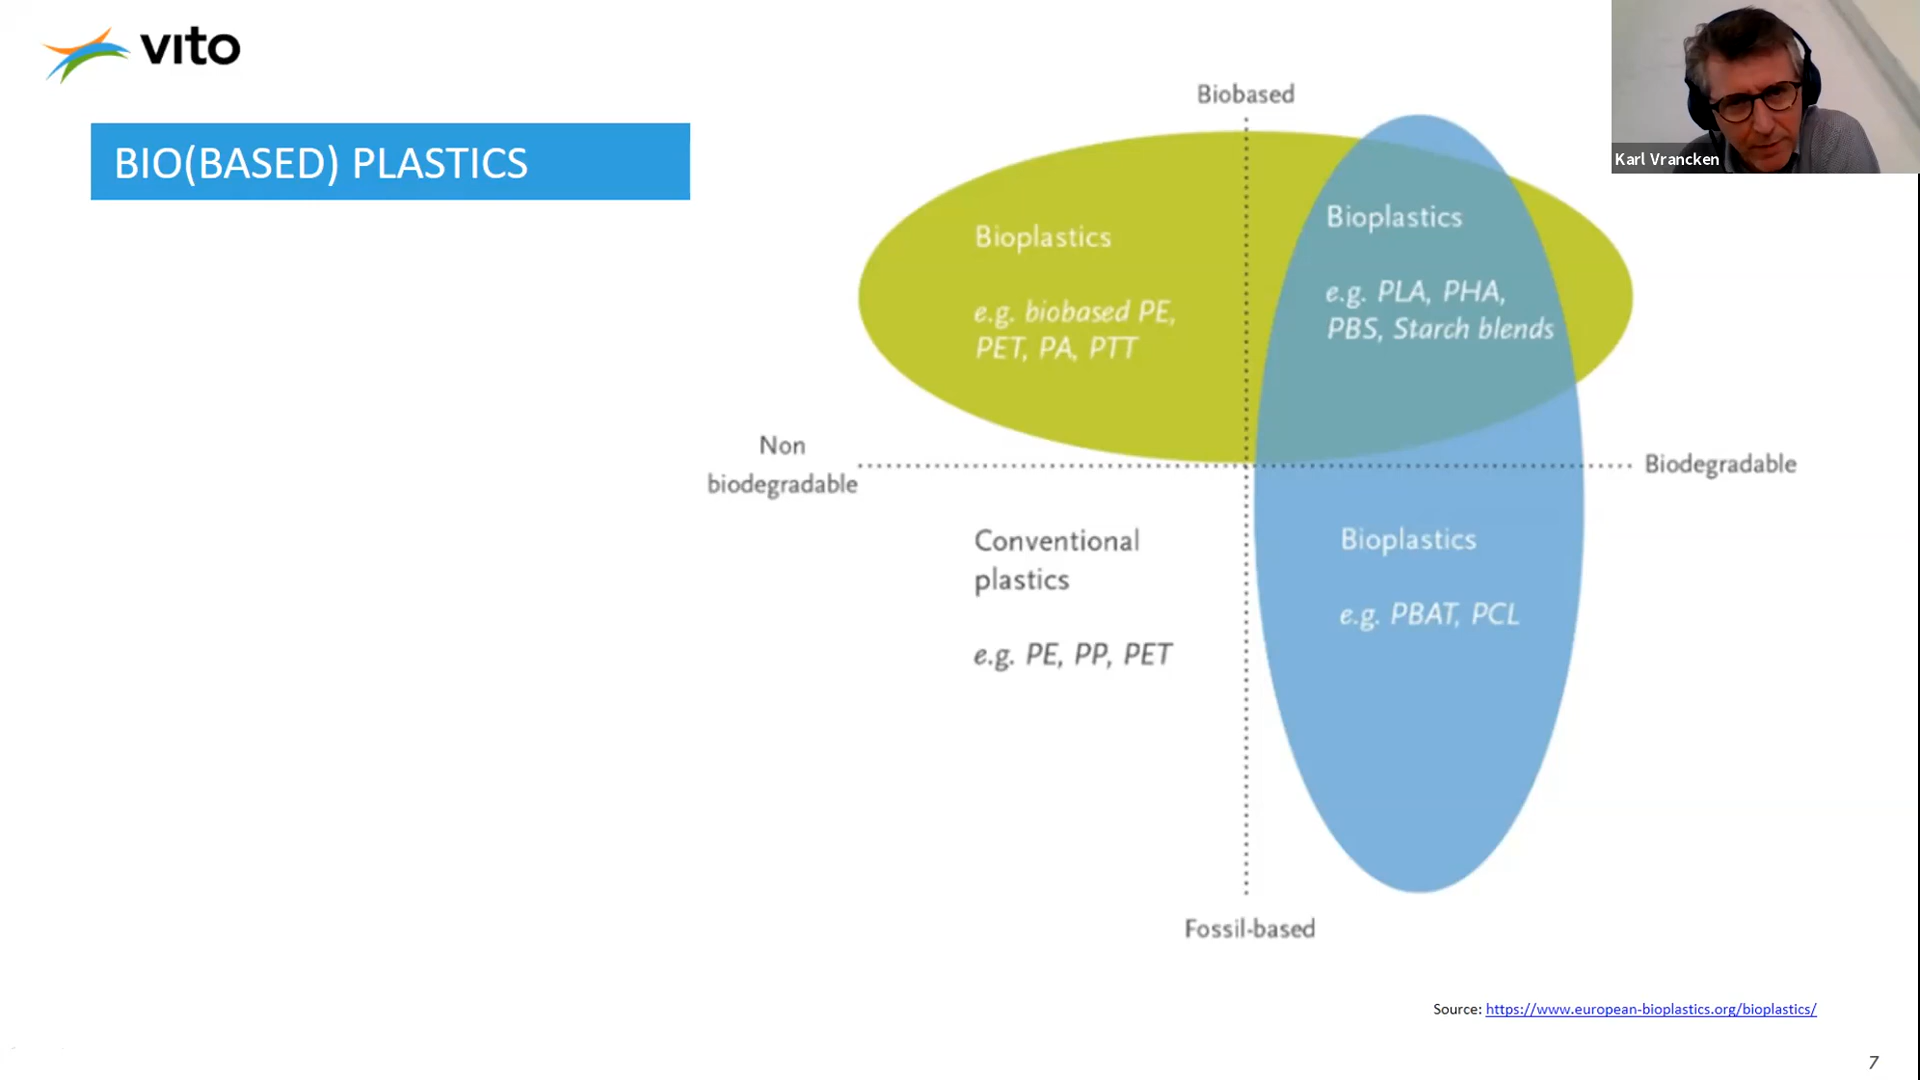 vito
BIO(BASED) PLASTICS
Karl Vrancken
Biobased
Bioplastics
e.g. biobased PE,
PET, PA, PTT
Bioplastics
e.g. PLA, PHA,
PBS, Starch blends
Non
biodegradable
Biodegradable
Conventional
plastics
e.g. PE, PP, PET
Bioplastics
e.g. PBAT, PCL
Fossil-based
Source: https://www.european-bioplastics.org/bioplastics/
7